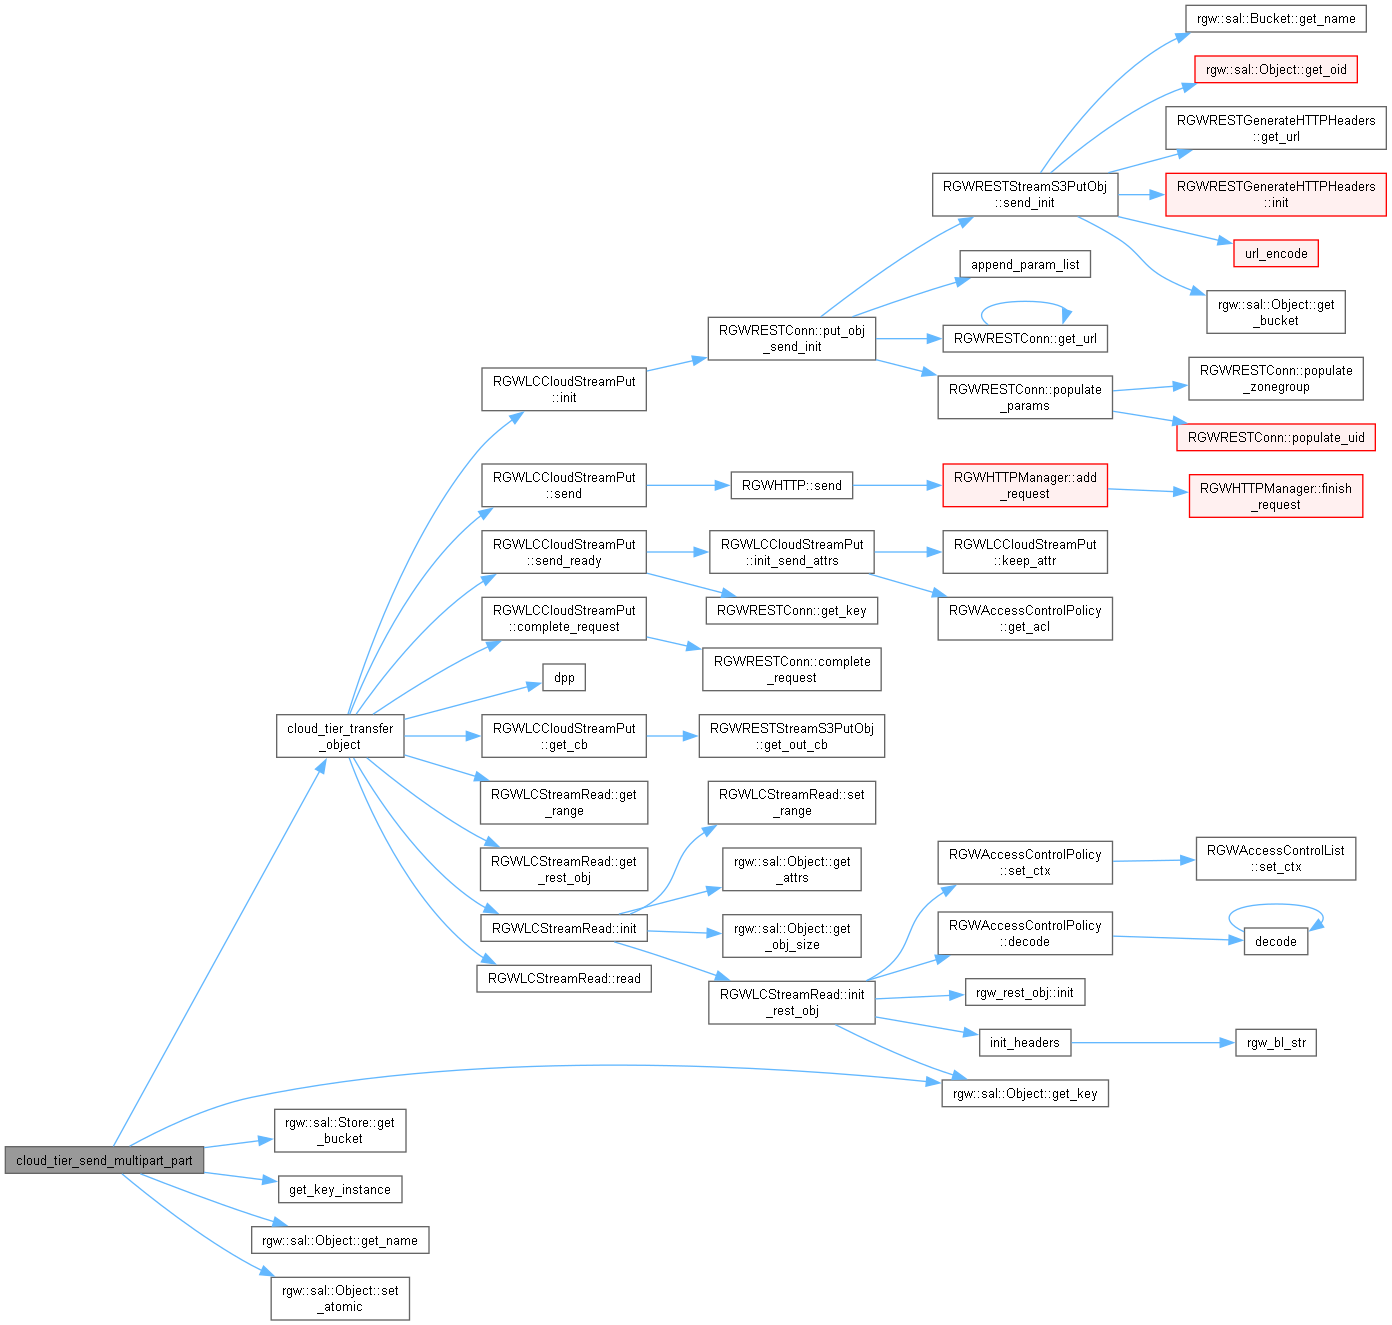 rgw::sal::Bucket::get_name
rgw::sal::Object::get_oid
RGWRESTGenerateHTTPHeaders
::get_url
RGWRESTStreamS3PutObj
::send_init
RGWRESTGenerateHTTPHeaders
::init
url_encode
append_param_list
rgw::sal::Object::get
_bucket
RGWRESTConn::put_obj
_send_init
RGWRESTConn::get_url
RGWLCCloudStreamPut
::init
RGWRESTConn::populate
_params
RGWRESTConn::populate
_zonegroup
RGWRESTConn::populate_uid
RGWLCCloudStreamPut
::send
RGWHTTP::send
RGWHTTPManager::add
_request
RGWHTTPManager::finish
_request
RGWLCCloudStreamPut
::send_ready
RGWLCCloudStreamPut
::init_send_attrs
RGWLCCloudStreamPut
::keep_attr
RGWLCCloudStreamPut
::complete_request
RGWRESTConn::get_key
RGWAccessControlPolicy
::get_acl
RGWRESTConn::complete
_request
dpp
cloud_tier_transfer
_object
RGWLCCloudStreamPut
::get_cb
RGWRESTStreamS3PutObj
::get_out_cb
RGWLCStreamRead::get
_range
RGWLCStreamRead::set
_range
RGWLCStreamRead::get
_rest_obj
rgw::sal::Object::get
_attrs
RGWAccessControlPolicy
::set_ctx
RGWAccessControlList
::set_ctx
RGWLCStreamRead::init
rgw::sal::Object::get
_obj_size
RGWAccessControlPolicy
::decode
decode
RGWLCStreamRead::read
RGWLCStreamRead::init
_rest_obj
rgw_rest_obj::init
init_headers
rgw_bl_str
rgw::sal::Object::get_key
rgw::sal::Store::get
_bucket
cloud_tier_send_multipart_part
get_key_instance
rgw::sal::Object::get_name
rgw::sal::Object::set
_atomic